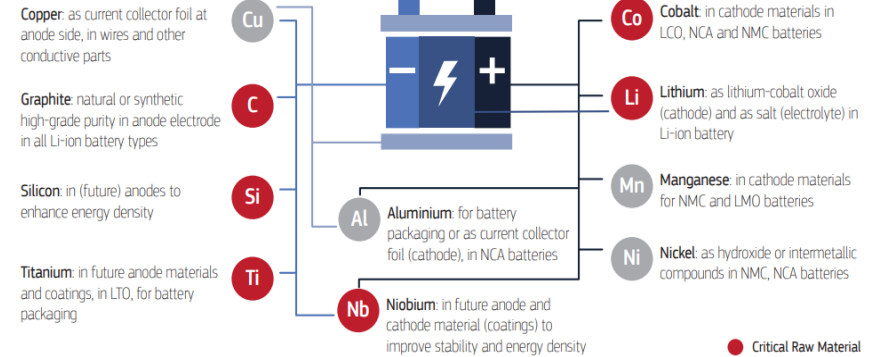 Copper: as current collector foil at
anode side, in wires and other
conductive parts
Cu
Graphite: natural or synthetic
high-grade purity in anode electrode
in all Li-ion battery types
C
Silicon: in (future) anodes to
enhance energy density
Si
Titanium: in future anode materials
and coatings, in LTO, for battery
packaging
Ti
Al
Aluminium: for battery
packaging or as current collector
foil (cathode), in NCA batteries
Nb
Niobium: in future anode and
cathode material (coatings) to
improve stability and energy density
Co
Cobalt: in cathode materials in
LCO, NCA and NMC batteries
Li
Lithium: as lithium-cobalt oxide
(cathode) and as salt (electrolyte) in
Li-ion battery
Mn
Manganese: in cathode materials
for NMC and LMO batteries
Ni
Nickel: as hydroxide or intermetallic
compounds in NMC, NCA batteries
Critical Raw Material